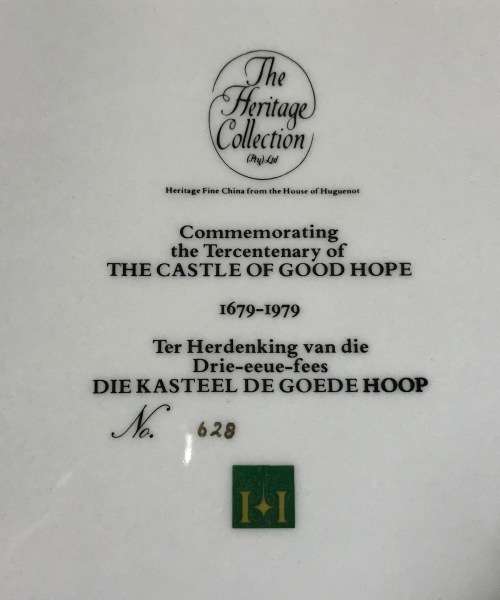 The
Heritage
Collection
(Pty) Ltd
Heritage Fine China from the House of Huguenot
Commemorating
the Tercentenary of
THE CASTLE OF GOOD HOPE
1679-1979
Ter Herdenking van die
Drie-eeue-fees
DIE KASTEEL DE GOEDE HOOP
No. 628
H